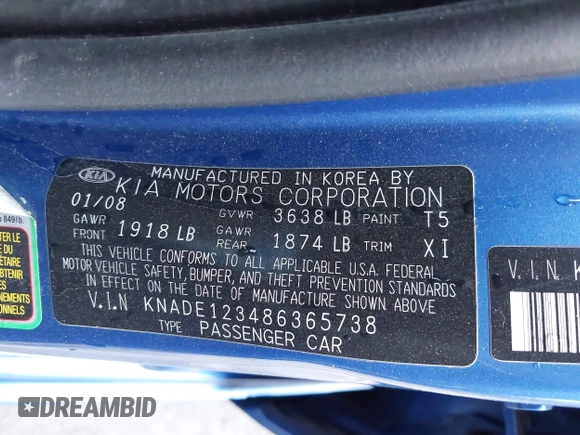 KIA
MANUFACTURED IN KOREA BY
KIA MOTORS CORPORATION
01/08 GVWR 3638 LB PAINT T5
GAWR FRONT 1918 LB GAWR REAR 1874 LB TRIM XI
THIS VEHICLE CONFORMS TO ALL APPLICABLE U.S.A. FEDERAL
MOTOR VEHICLE SAFETY, BUMPER, AND THEFT PREVENTION STANDARDS
IN EFFECT ON THE DATE OF MANUFACTURE SHOWN ABOVE
V.I.N KNADE123486365738
TYPE PASSENGER CAR
V.I.N. K
DREAMBID